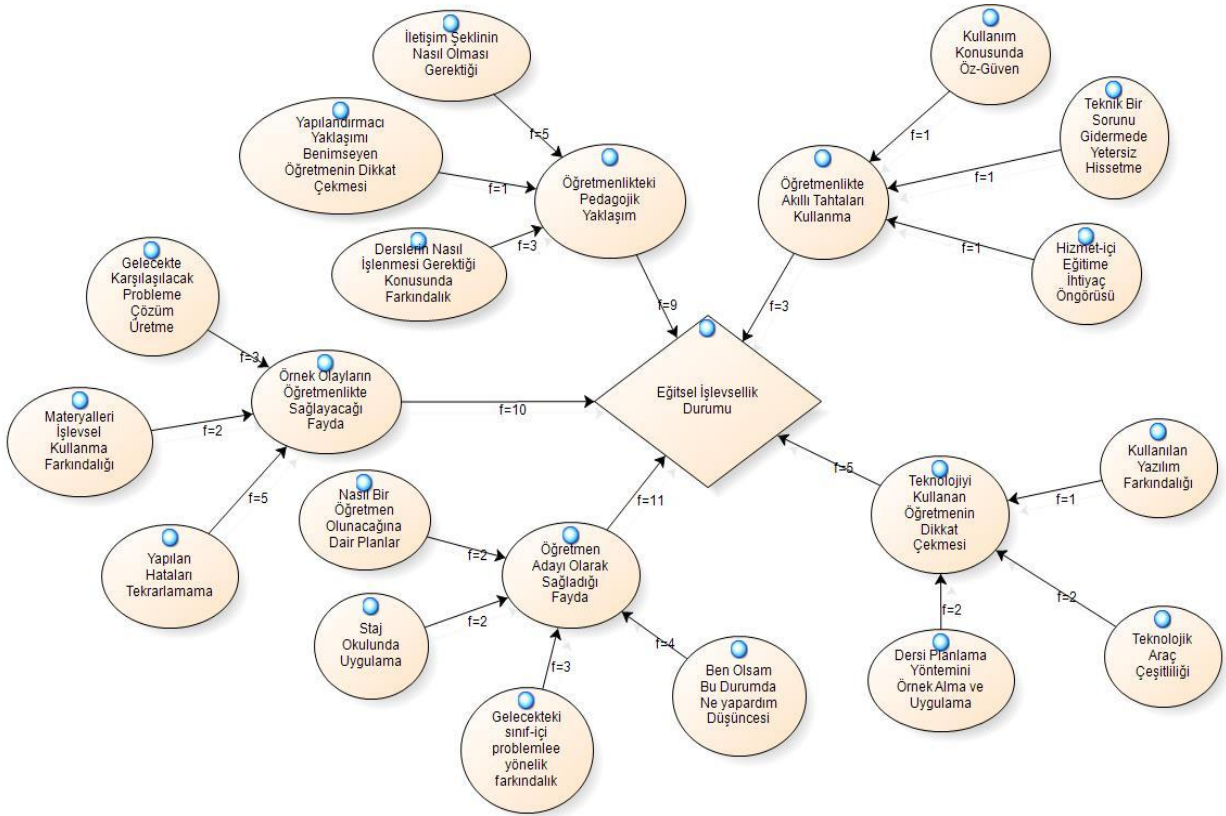 İletişim Şeklinin
Nasıl Olması
Gerektiği
f=5
Yapılandırmacı
Yaklaşımı
Benimseyen
Öğretmenin Dikkat
Çekmesi
f=1
Derslerin Nasıl
İşlenmesi Gerektiği
Konusunda
Farkındalık
f=3
Öğretmenlikteki
Pedagojik
Yaklaşım
f=9
Kullanım
Konusunda
Öz-Güven
f=1
Teknik Bir
Sorunu
Gidermede
Yetersiz
Hissetme
f=1
Hizmet-içi
Eğitime
İhtiyaç
Öngörüsü
f=1
Öğretmenlikte
Akıllı Tahtaları
Kullanma
f=3
Gelecekte
Karşılaşılacak
Probleme
Çözüm
Üretme
f=3
Materyalleri
İşlevsel
Kullanma
Farkındalığı
f=2
Yapılan
Hataları
Tekrarlamama
f=5
Örnek Olayların
Öğretmenlikte
Sağlayacağı
Fayda
f=10
Eğitsel İşlevsellik
Durumu
Nasıl Bir
Öğretmen
Olunacağına
Dair Planlar
f=2
Staj
Okulunda
Uygulama
f=2
Gelecekteki
sınıf-içi
problemlee
yönelik
farkındalık
f=3
Ben Olsam
Bu Durumda
Ne yapardım
Düşüncesi
f=4
Öğretmen
Adayı Olarak
Sağladığı
Fayda
f=11
Kullanılan
Yazılım
Farkındalığı
f=1
Teknolojik
Araç
Çeşitliliği
f=2
Dersi Planlama
Yöntemini
Örnek Alma ve
Uygulama
f=2
Teknolojiyi
Kullanan
Öğretmenin
Dikkat
Çekmesi
f=5